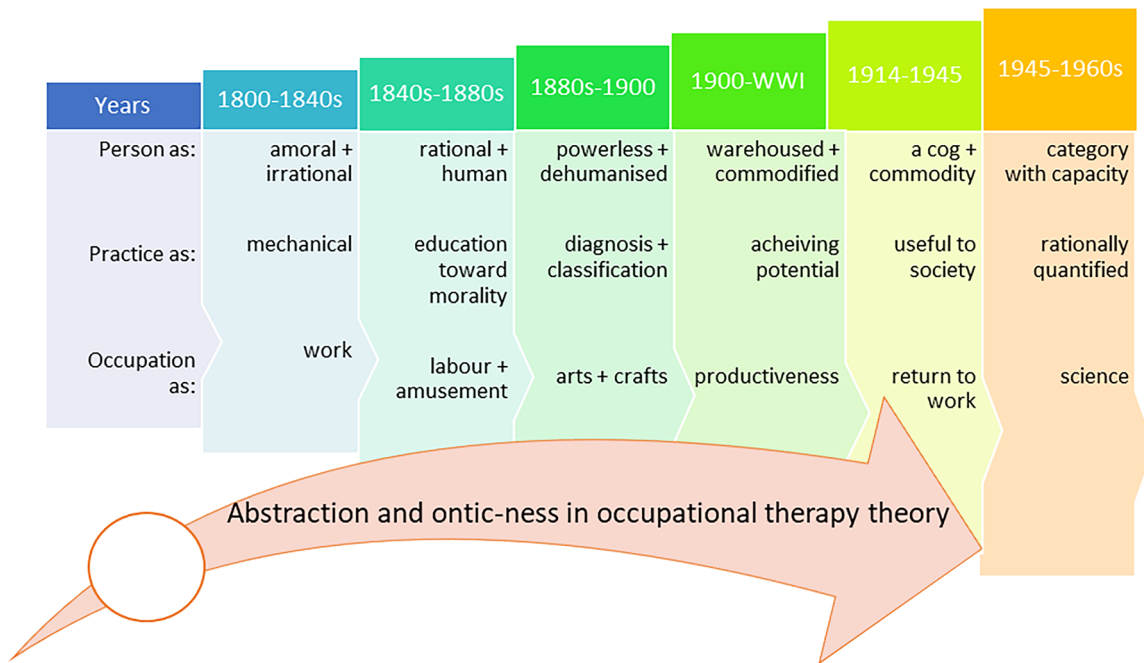 Years
1800-1840s
1840s-1880s
1880s-1900
1900-WWI
1914-1945
1945-1960s
Person as:
amoral +
irrational
rational +
human
powerless +
dehumanised
warehoused +
commodified
a cog +
commodity
category
with capacity
Practice as:
mechanical
education
toward
morality
diagnosis +
classification
acheiving
potential
useful to
society
rationally
quantified
Occupation
as:
work
labour +
amusement
arts + crafts
productiveness
return to
work
science
Abstraction and ontic-ness in occupational therapy theory